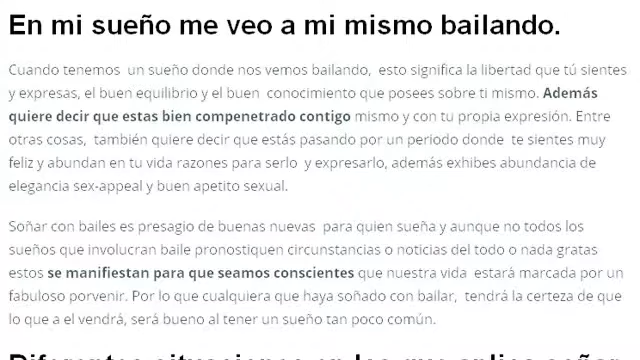 En mi sueño me veo a mi mismo bailando.
Cuando tenemos un sueño donde nos vemos bailando, esto significa la libertad que tú sientes
y expresas, el buen equilibrio y el buen conocimiento que posees sobre ti mismo. Además
quiere decir que estas bien compenetrado contigo mismo y con tu propia expresión. Entre
otras cosas, también quiere decir que estás pasando por un periodo donde te sientes muy
feliz y abundan en tu vida razones para serlo y expresarlo, además exhibes abundancia de
elegancia sex-appeal y buen apetito sexual.
Soñar con bailes es presagio de buenas nuevas para quien sueña y aunque no todos los
sueños que involucran baile pronostiquen circunstancias o noticias del todo o nada gratas
estos se manifiestan para que seamos conscientes que nuestra vida estará marcada por un
fabuloso porvenir. Por lo que cualquiera que haya soñado con bailar, tendrá la certeza de que
lo que a el vendrá, será bueno al tener un sueño tan poco común.